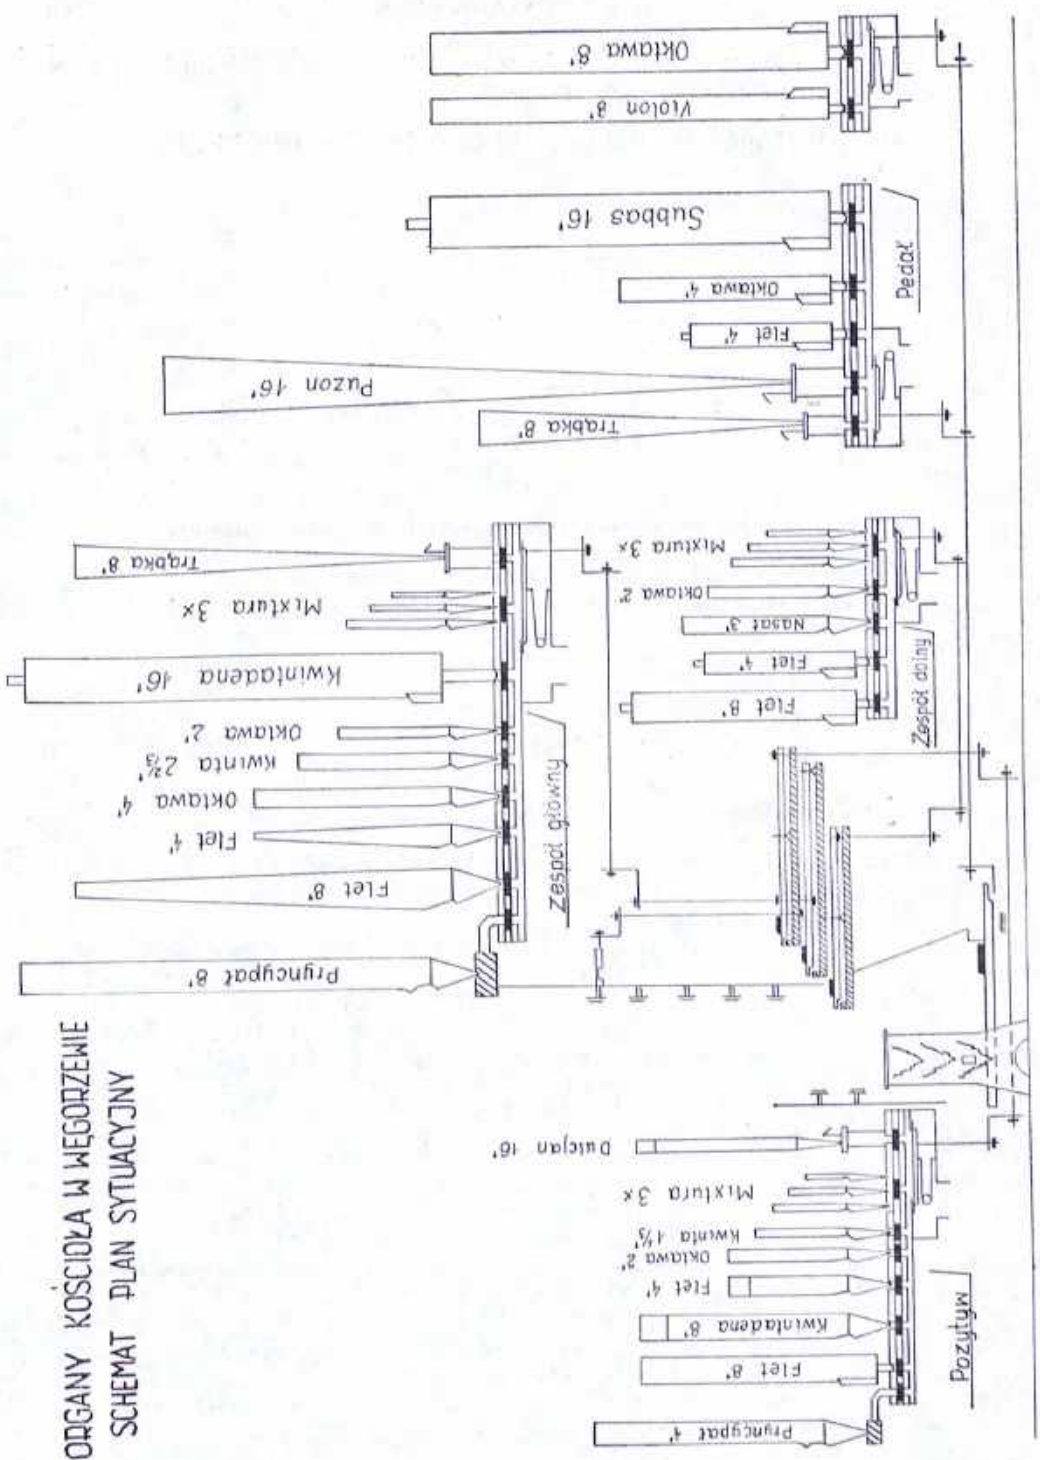 ORGANY KOŚCIOŁA W WĘGORZEWIE
SCHEMAT PLAN SYTUACYJNY
Pryncypał 4'
Flet 8'
Kwintadena 8'
Flet 4'
Oktawa 2'
Kwinta 1⅓'
Mixtura 3x
Dulcjan 16'
Pozytyw
Pryncypał 8'
Flet 8'
Flet 4'
Oktawa 4'
Kwinta 2⅔'
Oktawa 2'
Kwintadena 16'
Mixtura 3x
Trąbka 8'
Zespół główny
Flet 8'
Flet 4'
Nasat 3'
Oktawa 2'
Mixtura 3x
Zespół dolny
Trąbka 8'
Puzon 16'
Flet 4'
Oktawa 4'
Subbas 16'
Pedał
Violon 8'
Oktawa 8'